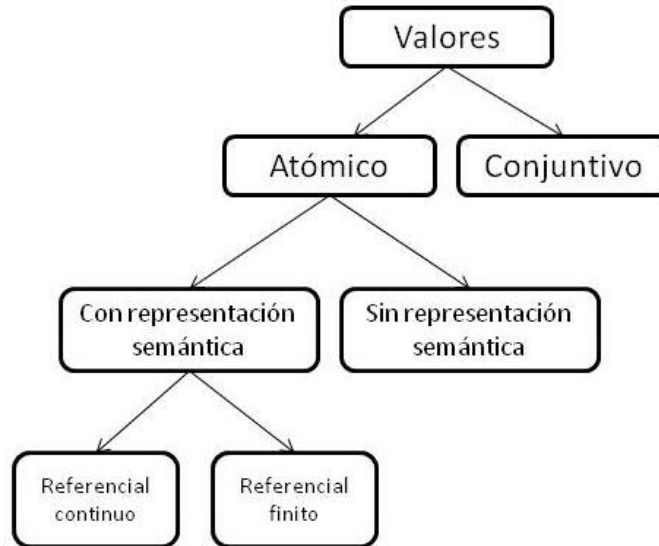 Valores
Atómico
Conjuntivo
Con representación
semántica
Sin representación
semántica
Referencial
continuo
Referencial
finito